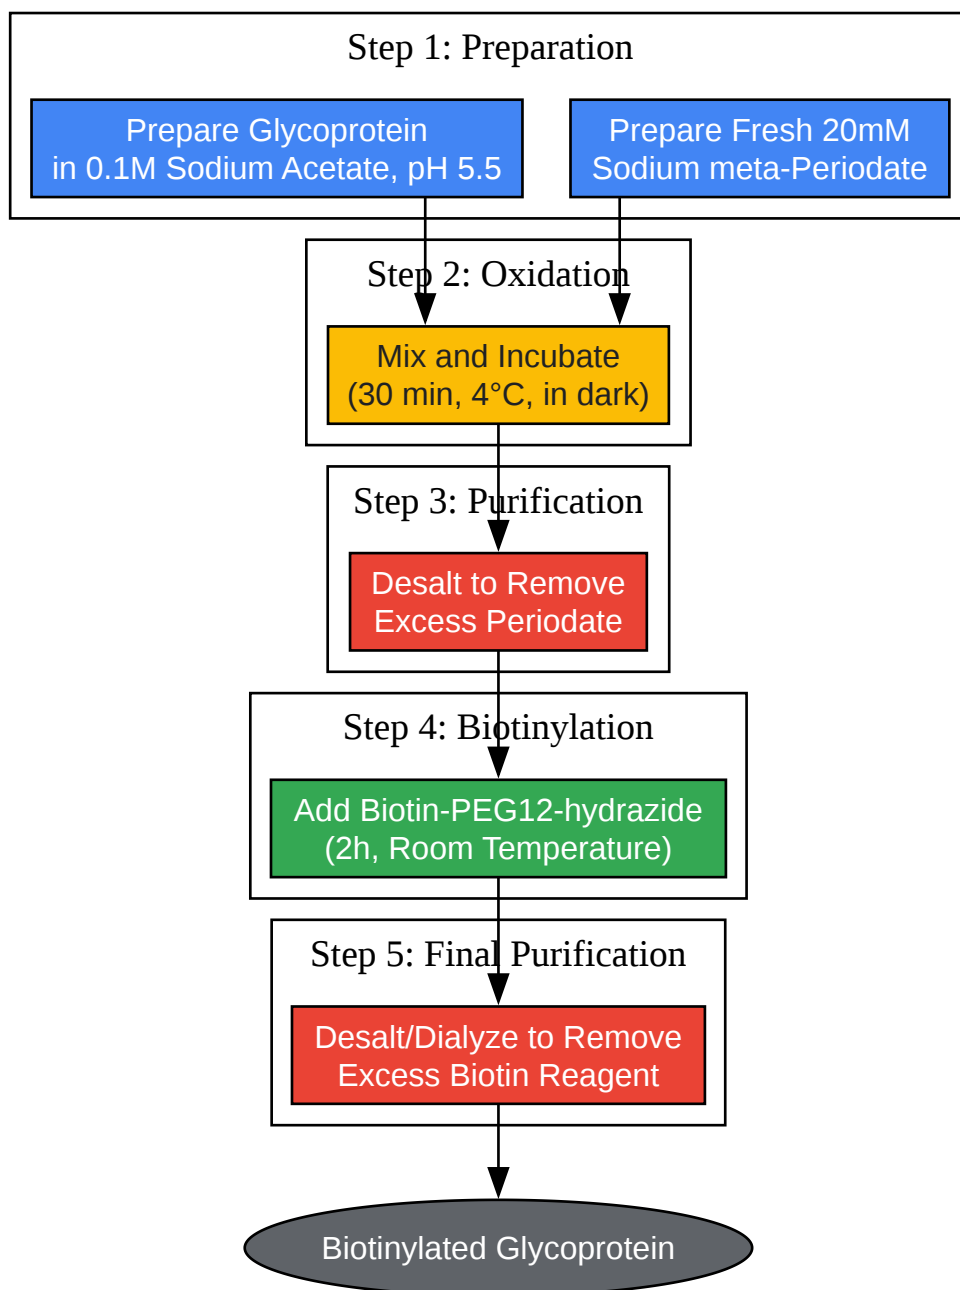 Step 1: Preparation
Prepare Glycoprotein
in 0.1M Sodium Acetate, pH 5.5
Prepare Fresh 20mM
Sodium meta-Periodate
Step 2: Oxidation
Mix and Incubate
(30 min, 4°C, in dark)
Step 3: Purification
Desalt to Remove
Excess Periodate
Step 4: Biotinylation
Add Biotin-PEG12-hydrazide
(2h, Room Temperature)
Step 5: Final Purification
Desalt/Dialyze to Remove
Excess Biotin Reagent
Biotinylated Glycoprotein